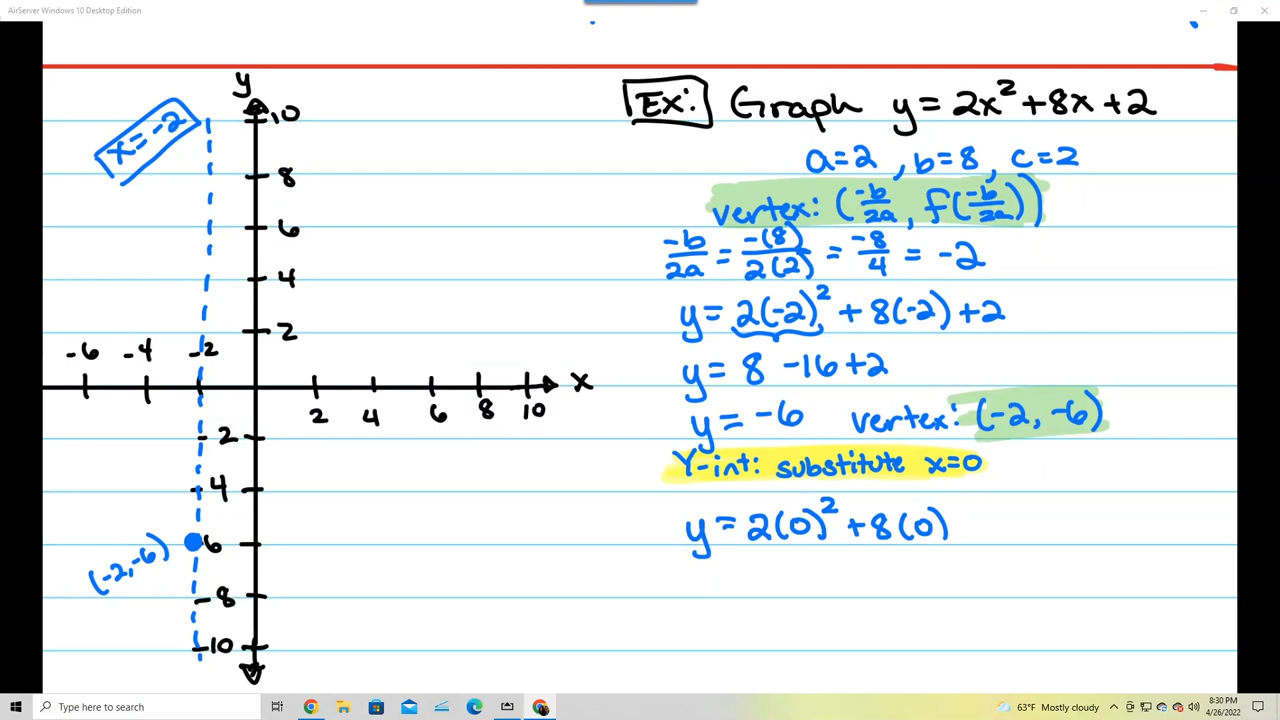 AirServer Windows 10 Desktop Edition
Ex: Graph y = 2x² + 8x + 2
a=2, b=8, c=2
vertex: (-b/2a, f(-b/2a))
-b/2a = -(8)/2(2) = -8/4 = -2
y = 2(-2)² + 8(-2) + 2
y = 8 - 16 + 2
y = -6 vertex: (-2, -6)
Y-int: substitute x=0
y = 2(0)² + 8(0)
x = -2
y
10
8
6
4
2
-6 -4 -2
x
2 4 6 8 10
-2
-4
6
-8
-10
(-2, -6)
Type here to search
63°F Mostly cloudy
8:30 PM
4/26/2022